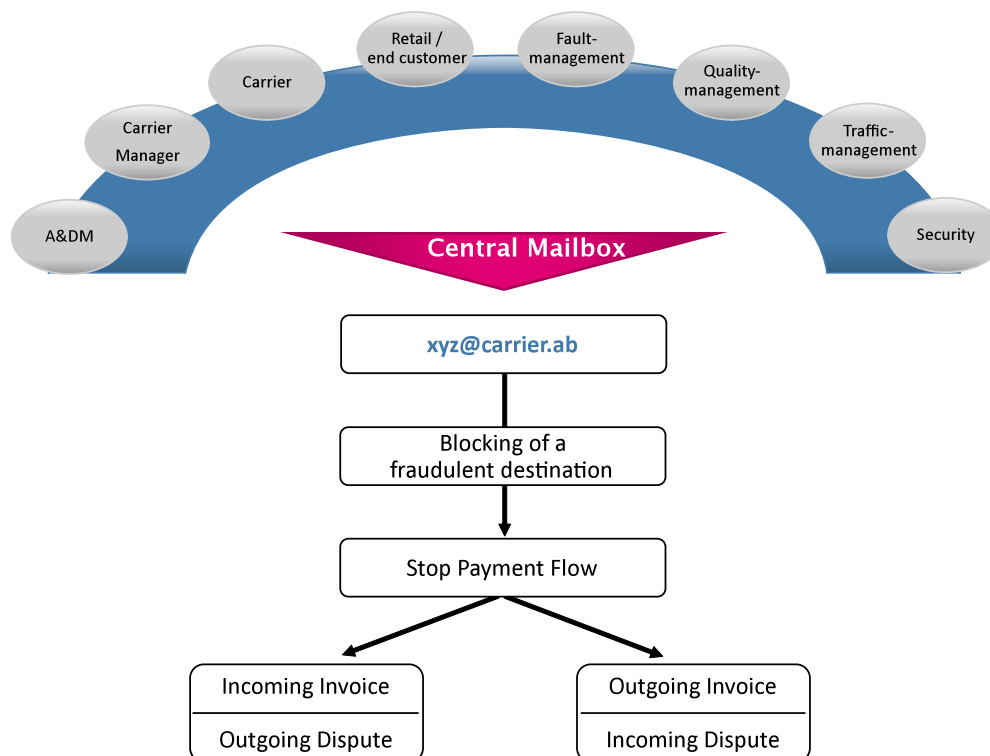 Retail /
end customer
Fault-
management
Carrier
Quality-
management
Carrier
Manager
Traffic-
management
A&DM
Security
Central Mailbox
xyz@carrier.ab
Blocking of a
fraudulent destination
Stop Payment Flow
Incoming Invoice
Outgoing Dispute
Outgoing Invoice
Incoming Dispute